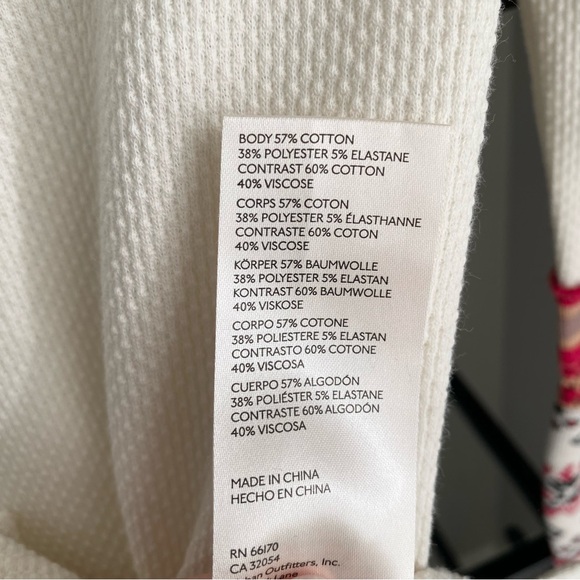 BODY 57% COTTON
38% POLYESTER 5% ELASTANE
CONTRAST 60% COTTON
40% VISCOSE
CORPS 57% COTON
38% POLYESTER 5% ÉLASTHANNE
CONTRASTE 60% COTON
40% VISCOSE
KÖRPER 57% BAUMWOLLE
38% POLYESTER 5% ELASTAN
KONTRAST 60% BAUMWOLLE
40% VISKOSE
CORPO 57% COTONE
38% POLIESTERE 5% ELASTAN
CONTRASTO 60% COTONE
40% VISCOSA
CUERPO 57% ALGODÓN
38% POLIÉSTER 5% ELASTANE
CONTRASTE 60% ALGODÓN
40% VISCOSA
MADE IN CHINA
HECHO EN CHINA
RN 66170
CA 32054
Outfitters, Inc.
Lane